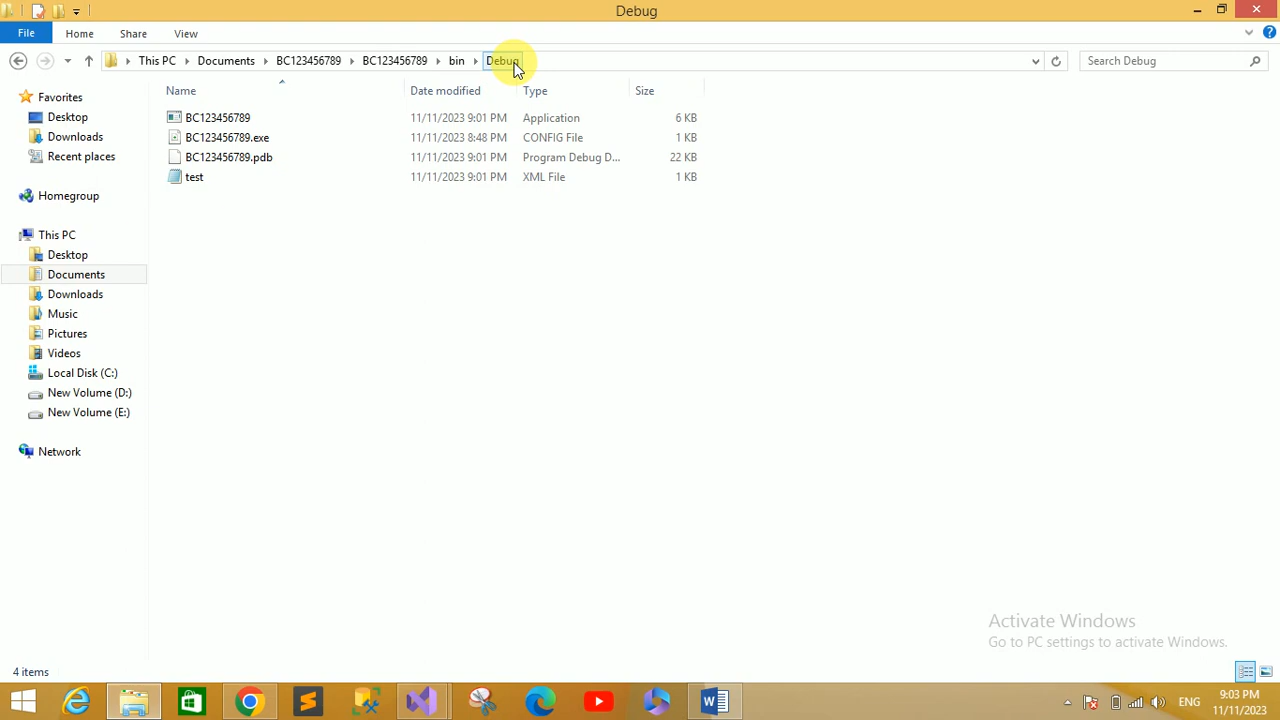 Debug
File Home Share View
This PC Documents BC123456789 BC123456789 bin Debug Search Debug
Name Date modified Type Size
BC123456789 11/11/2023 9:01 PM Application 6 KB
BC123456789.exe 11/11/2023 8:48 PM CONFIG File 1 KB
BC123456789.pdb 11/11/2023 9:01 PM Program Debug D... 22 KB
test 11/11/2023 9:01 PM XML File 1 KB
Favorites
Desktop
Downloads
Recent places
Homegroup
This PC
Desktop
Documents
Downloads
Music
Pictures
Videos
Local Disk (C:)
New Volume (D:)
New Volume (E:)
Network
Activate Windows
Go to PC settings to activate Windows.
4 items
ENG
9:03 PM
11/11/2023